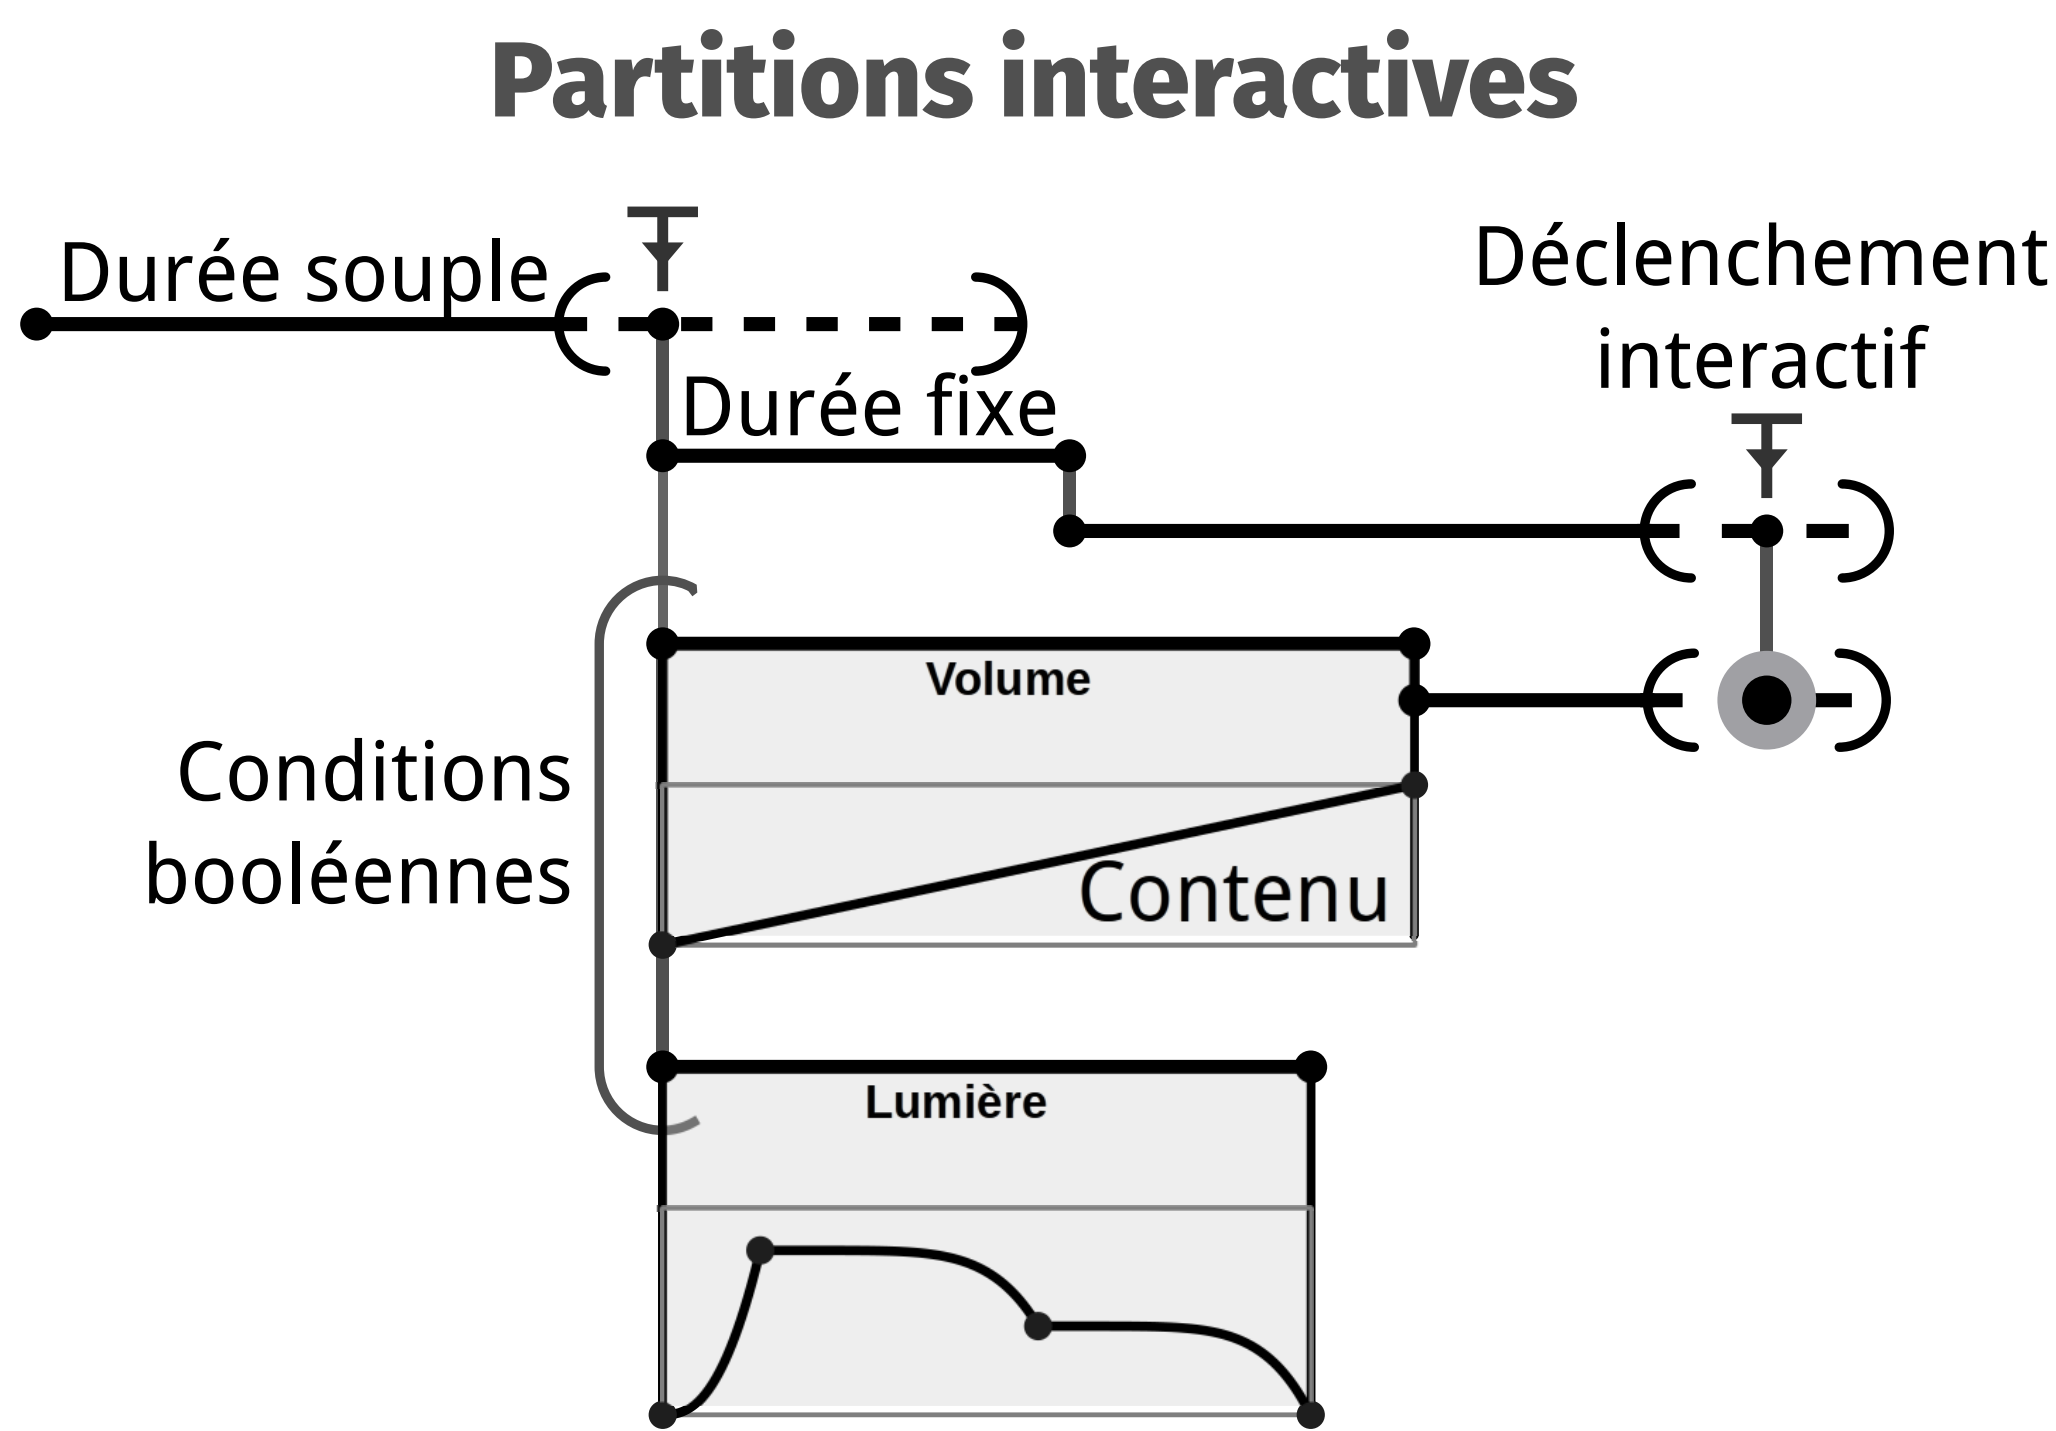 Partitions interactives
Durée souple
Déclenchement
interactif
Durée fixe
Volume
Conditions
booléennes
Contenu
Lumière